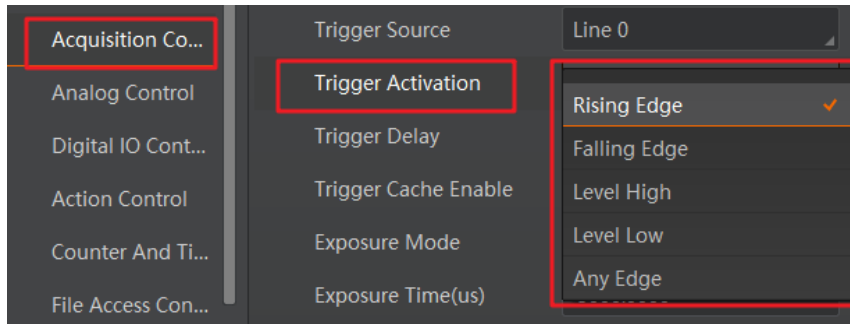 Acquisition Co...
Analog Control
Digital IO Cont...
Action Control
Counter And Ti...
File Access Con...
Trigger Source
Line 0
Trigger Activation
Rising Edge
Falling Edge
Level High
Level Low
Any Edge
Trigger Delay
Trigger Cache Enable
Exposure Mode
Exposure Time(us)